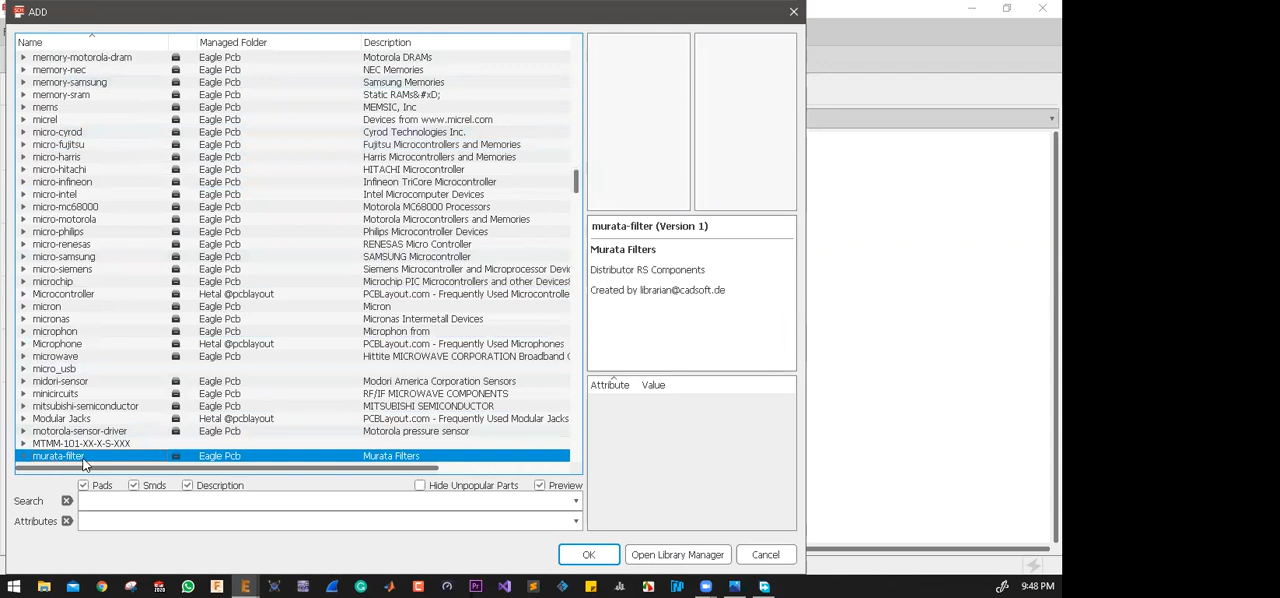 ADD
Name Managed Folder Description
memory-motorola-dram Eagle Pcb Motorola DRAMs
memory-nec Eagle Pcb NEC Memories
memory-samsung Eagle Pcb Samsung Memories
memory-sram Eagle Pcb Static RAMs&#xD;
mems Eagle Pcb MEMSIC, Inc
micrel Eagle Pcb Devices from www.micrel.com
micro-cyrod Eagle Pcb Cyrod Technologies Inc.
micro-fujitsu Eagle Pcb Fujitsu Microcontrollers and Memories
micro-harris Eagle Pcb Harris Microcontrollers and Memories
micro-hitachi Eagle Pcb HITACHI Microcontroller
micro-infineon Eagle Pcb Infineon TriCore Microcontroller
micro-intel Eagle Pcb Intel Microcomputer Devices
micro-mc68000 Eagle Pcb Motorola MC68000 Processors
micro-motorola Eagle Pcb Motorola Microcontrollers and Memories
micro-philips Eagle Pcb Philips Microcontroller Devices
micro-renesas Eagle Pcb RENESAS Micro Controller
micro-samsung Eagle Pcb SAMSUNG Microcontroller
micro-siemens Eagle Pcb Siemens Microcontroller and Microprocessor Devi
microchip Eagle Pcb Microchip PIC Microcontrollers and other Devices!
Microcontroller Hetal @pcblayout PCBLayout.com - Frequently Used Microcontrolle
micron Eagle Pcb Micron
micronas Eagle Pcb Micronas Intermetall Devices
microphon Eagle Pcb Microphon from
Microphone Hetal @pcblayout PCBLayout.com - Frequently Used Microphones
microwave Eagle Pcb Hittite MICROWAVE CORPORATION Broadband C
micro_usb
midori-sensor Eagle Pcb Modori America Corporation Sensors
minicircuits Eagle Pcb RF/IF MICROWAVE COMPONENTS
mitsubishi-semiconductor Eagle Pcb MITSUBISHI SEMICONDUCTOR
Modular Jacks Hetal @pcblayout PCBLayout.com - Frequently Used Modular Jacks
motorola-sensor-driver Eagle Pcb Motorola pressure sensor
MTMM-101-XX-X-S-XXX
murata-filter Eagle Pcb Murata Filters
Pads Smds Description Hide Unpopular Parts Preview
Search
Attributes
murata-filter (Version 1)
Murata Filters
Distributor RS Components
Created by librarian@cadsoft.de
Attribute Value
OK Open Library Manager Cancel
9:48 PM